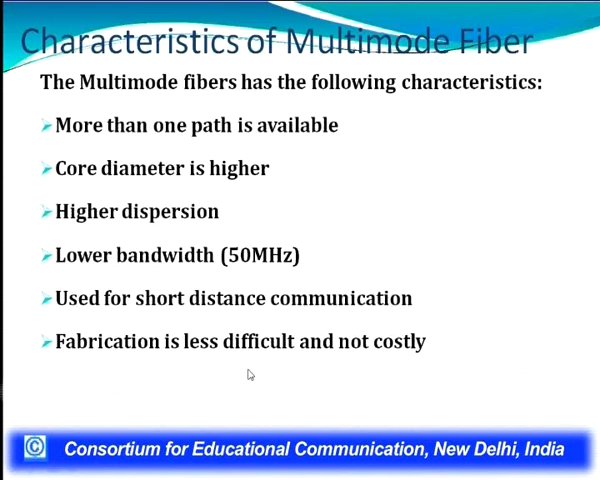 Characteristics of Multimode Fiber
The Multimode fibers has the following characteristics:
More than one path is available
Core diameter is higher
Higher dispersion
Lower bandwidth (50MHz)
Used for short distance communication
Fabrication is less difficult and not costly
© Consortium for Educational Communication, New Delhi, India